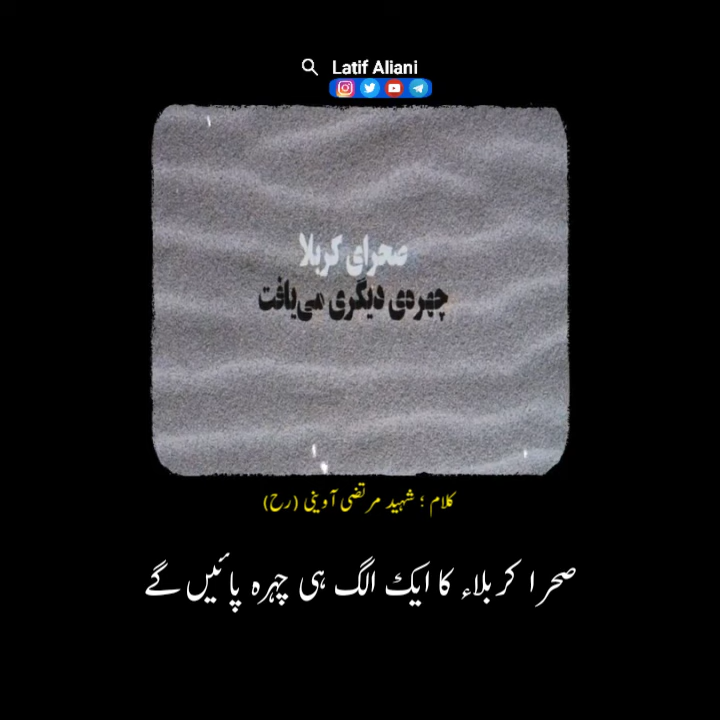 Latif Aliani
صحرای کربلا
چهره‌ی دیگری می‌یافت
کلام ؛ شہید مرتضی آوینی (رح)
صحرا کربلاء کا ایک الگ ہی چہرہ پائیں گے